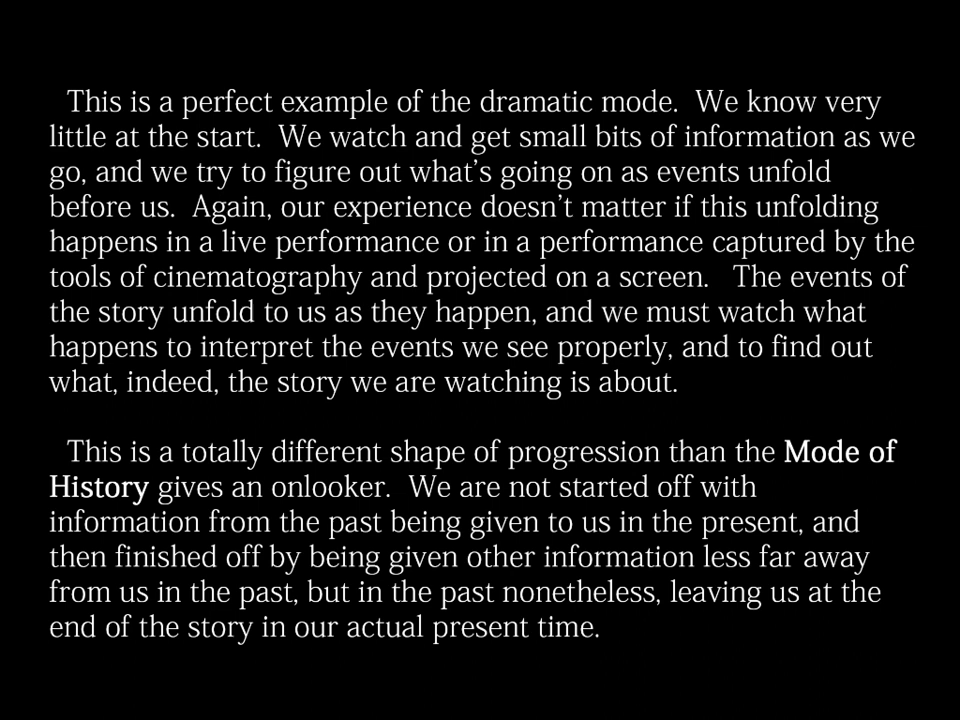 This is a perfect example of the dramatic mode.  We know very
little at the start.  We watch and get small bits of information as we
go, and we try to figure out what’s going on as events unfold
before us.  Again, our experience doesn’t matter if this unfolding
happens in a live performance or in a performance captured by the
tools of cinematography and projected on a screen.   The events of
the story unfold to us as they happen, and we must watch what
happens to interpret the events we see properly, and to find out
what, indeed, the story we are watching is about.
This is a totally different shape of progression than the Mode of
History gives an onlooker.  We are not started off with
information from the past being given to us in the present, and
then finished off by being given other information less far away
from us in the past, but in the past nonetheless, leaving us at the
end of the story in our actual present time.